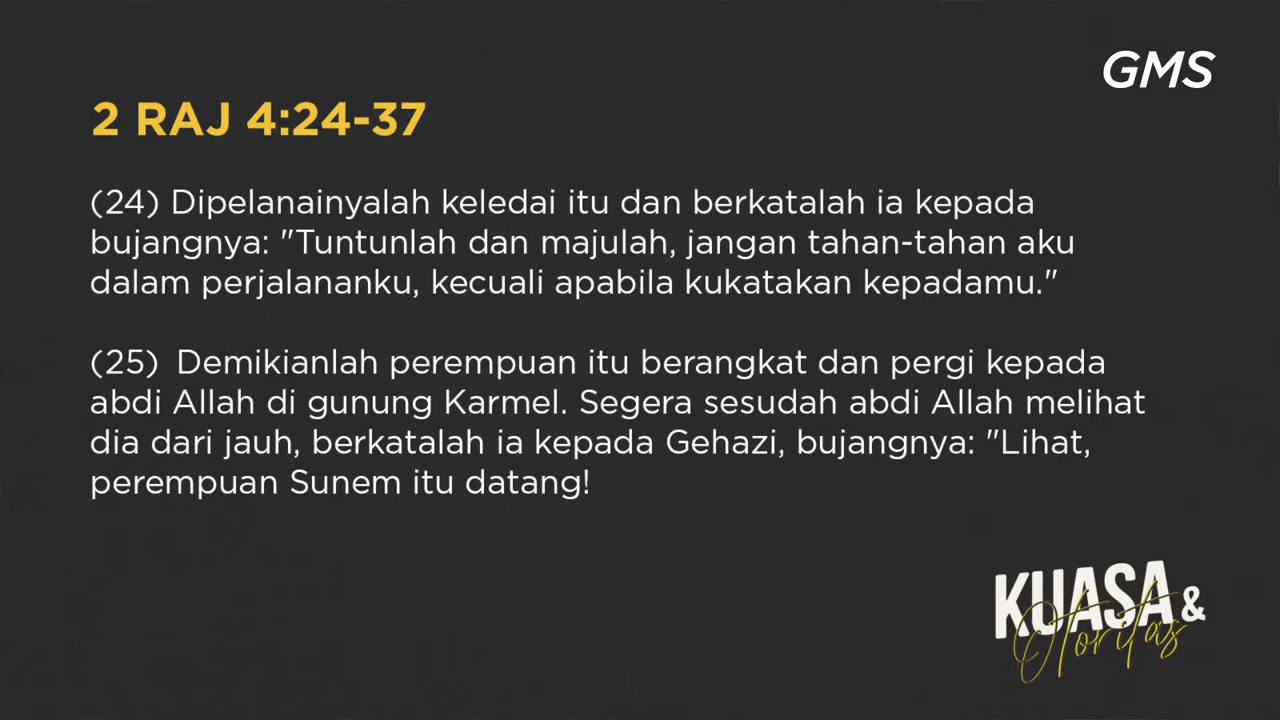 GMS
2 RAJ 4:24-37
(24) Dipelanainyalah keledai itu dan berkatalah ia kepada
bujangnya: "Tuntunlah dan majulah, jangan tahan-tahan aku
dalam perjalananku, kecuali apabila kukatakan kepadamu."
(25) Demikianlah perempuan itu berangkat dan pergi kepada
abdi Allah di gunung Karmel. Segera sesudah abdi Allah melihat
dia dari jauh, berkatalah ia kepada Gehazi, bujangnya: "Lihat,
perempuan Sunem itu datang!
KUASA &
Otoritas